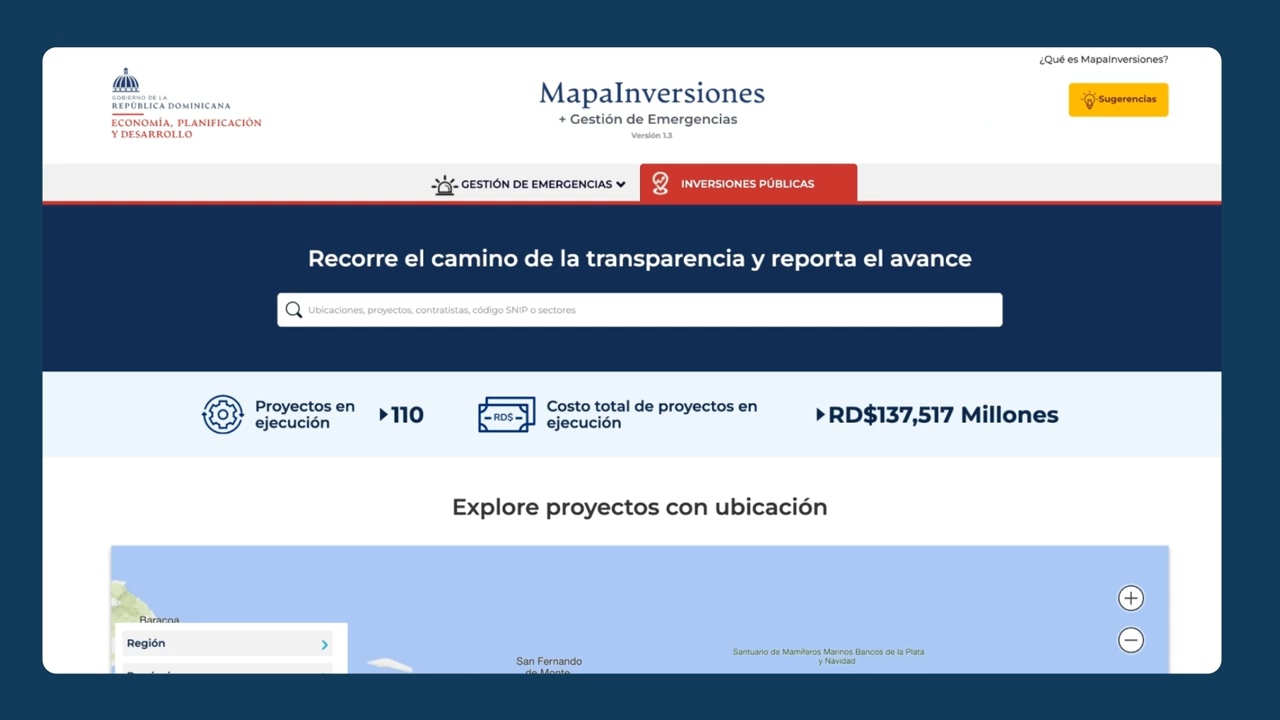 ¿Qué es MapaInversiones?
GOBIERNO DE LA
REPÚBLICA DOMINICANA
ECONOMÍA, PLANIFICACIÓN
Y DESARROLLO
MapaInversiones
+ Gestión de Emergencias
Versión 1.3
Sugerencias
GESTIÓN DE EMERGENCIAS
INVERSIONES PÚBLICAS
Recorre el camino de la transparencia y reporta el avance
Ubicaciones, proyectos, contratistas, código SNIP o sectores
Proyectos en
ejecución
110
RD$
Costo total de proyectos en
ejecución
RD$137,517 Millones
Explore proyectos con ubicación
Baracoa
Región
San Fernando
de Monte
Santuario de Mamíferos Marinos Bancos de la Plata
y Navidad